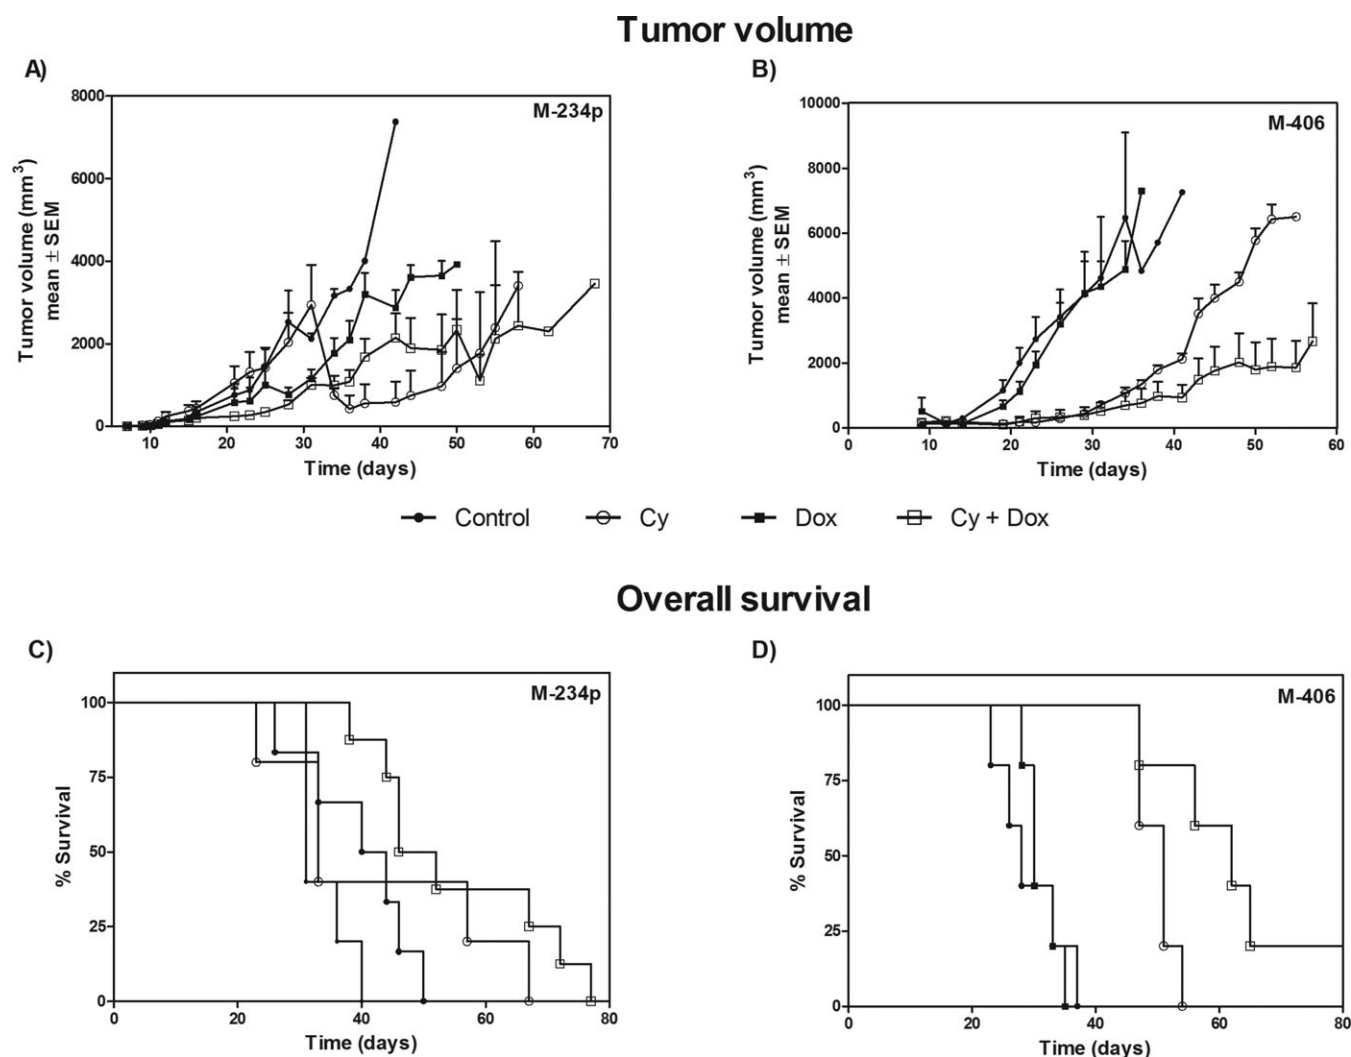 Tumor volume
A)
B)
M-234p
8000
6000
4000
2000
0
Tumor volume (mm3)
mean ± SEM
10 20 30 40 50 60 70
Time (days)
M-406
10000
8000
6000
4000
2000
0
Tumor volume (mm3)
mean ± SEM
0 10 20 30 40 50 60
Time (days)
Control Cy Dox Cy + Dox
Overall survival
C)
D)
M-234p
100
75
50
25
0
% Survival
0 20 40 60 80
Time (days)
M-406
100
75
50
25
0
% Survival
0 20 40 60 80
Time (days)